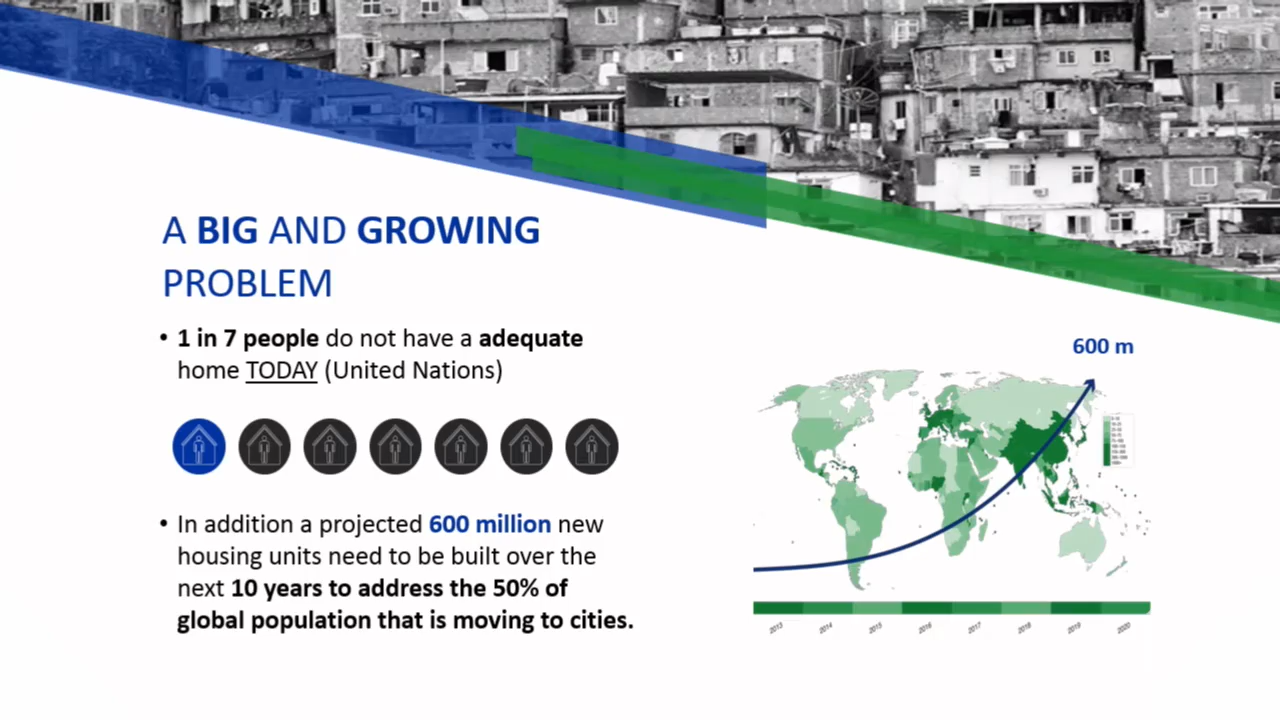 A BIG AND GROWING
PROBLEM
• 1 in 7 people do not have a adequate
home TODAY (United Nations)
• In addition a projected 600 million new
housing units need to be built over the
next 10 years to address the 50% of
global population that is moving to cities.
600 m
2013 2014 2015 2016 2017 2018 2019 2020